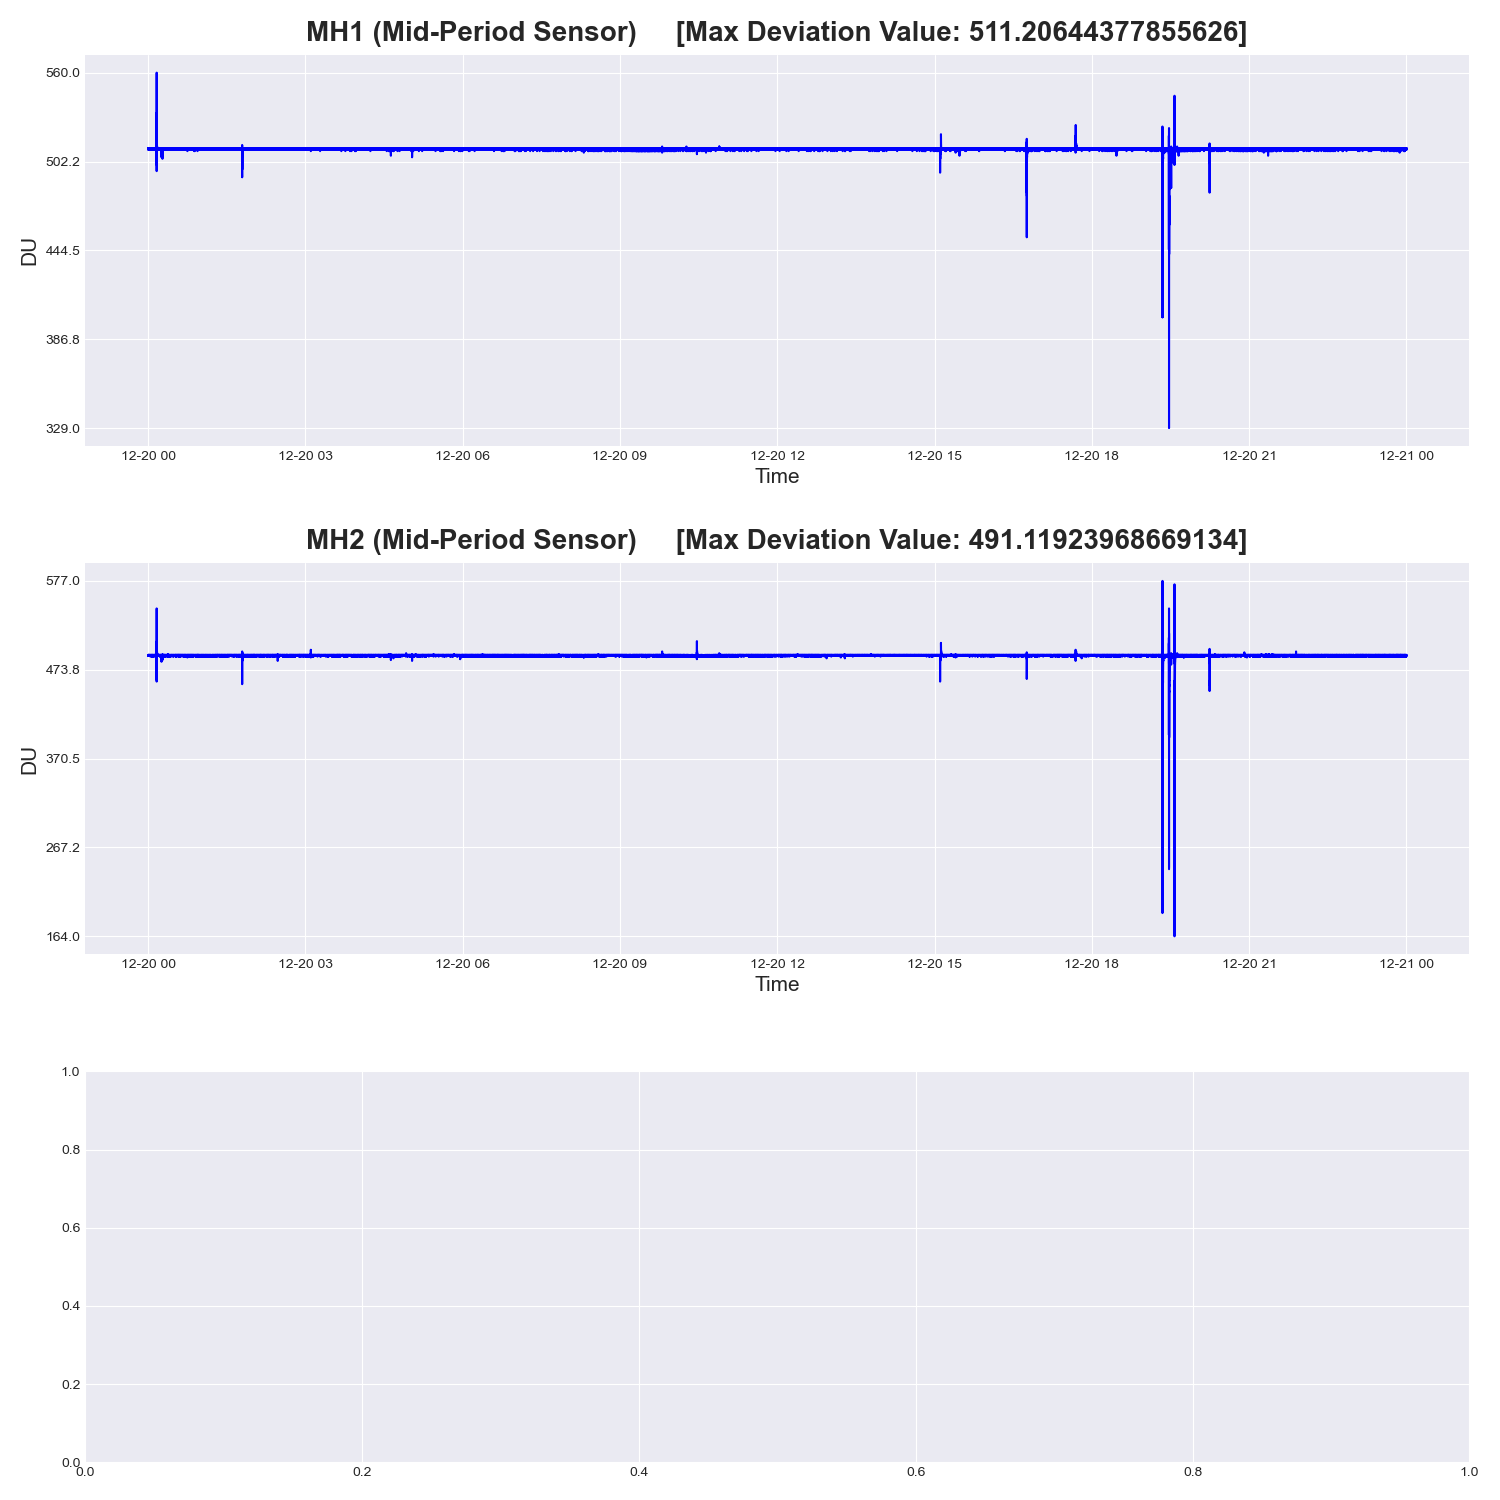 MH1 (Mid-Period Sensor) [Max Deviation Value: 511.20644377855626]
560.0
502.2
444.5
386.8
329.0
DU
12-20 00 12-20 03 12-20 06 12-20 09 12-20 12 12-20 15 12-20 18 12-20 21 12-21 00
Time
MH2 (Mid-Period Sensor) [Max Deviation Value: 491.11923968669134]
577.0
473.8
370.5
267.2
164.0
DU
12-20 00 12-20 03 12-20 06 12-20 09 12-20 12 12-20 15 12-20 18 12-20 21 12-21 00
Time
1.0
0.8
0.6
0.4
0.2
0.0
0.0 0.2 0.4 0.6 0.8 1.0